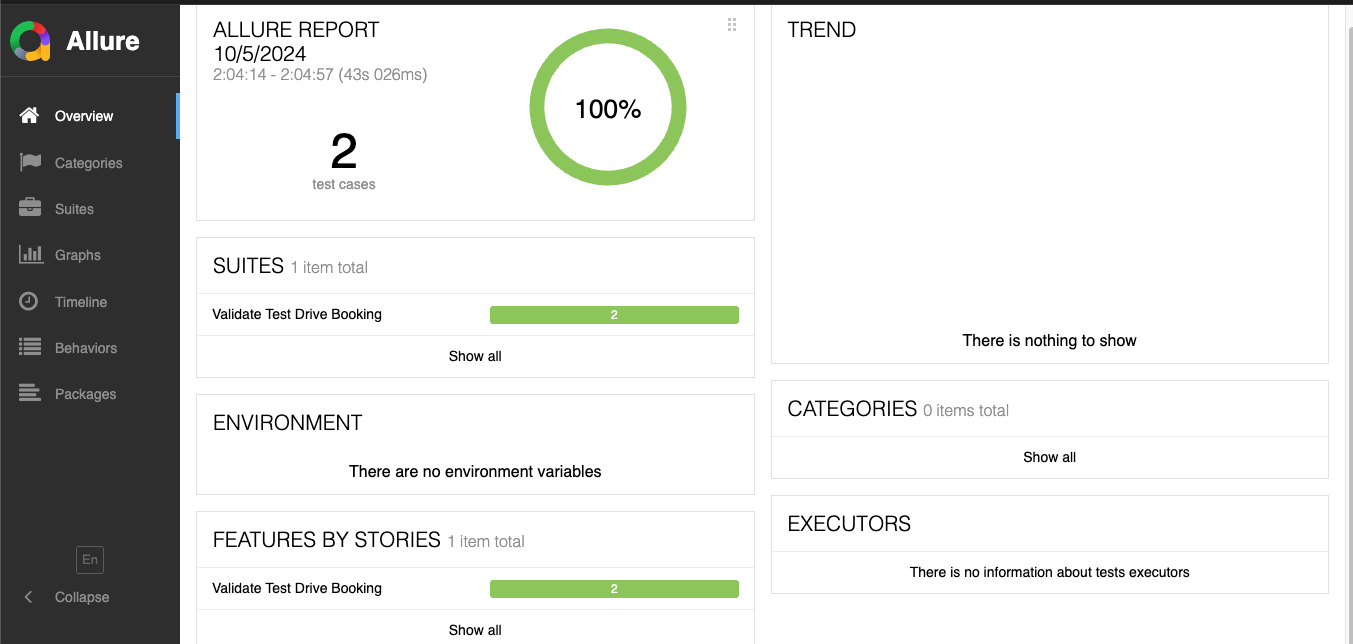 Allure
Overview
Categories
Suites
Graphs
Timeline
Behaviors
Packages
En
Collapse
ALLURE REPORT
10/5/2024
2:04:14 - 2:04:57 (43s 026ms)
2
test cases
100%
SUITES 1 item total
Validate Test Drive Booking 2
Show all
ENVIRONMENT
There are no environment variables
FEATURES BY STORIES 1 item total
Validate Test Drive Booking 2
Show all
TREND
There is nothing to show
CATEGORIES 0 items total
Show all
EXECUTORS
There is no information about tests executors